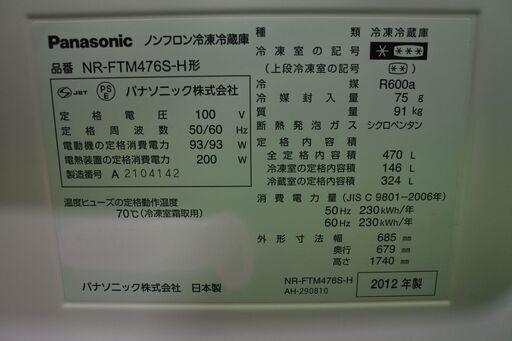 Panasonic ノンフロン冷凍冷蔵庫
品番 NR-FTM476S-H形
S JET PS E パナソニック株式会社
定格電圧 100 V
定格周波数 50/60 Hz
電動機の定格消費電力 93/93 W
電熱装置の定格消費電力 200 W
製造番号 A 2104142
温度ヒューズの定格動作温度
70℃(冷凍室霜取用)
パナソニック株式会社 日本製
種類 冷凍冷蔵庫
冷凍室の記号 * ***
(上段冷凍室の記号 **)
冷媒 R600a
冷媒封入量 75 g
質量 91 kg
断熱発泡ガス シクロペンタン
定格内容積
全定格内容積 470 L
冷凍室の定格内容積 146 L
冷蔵室の定格内容積 324 L
消費電力量(JIS C 9801-2006年)
50Hz 230 kWh/年
60Hz 230 kWh/年
外形寸法 幅 685 mm
奥行 679 mm
高さ 1740 mm
NR-FTM476S-H
AH-290810
2012年製